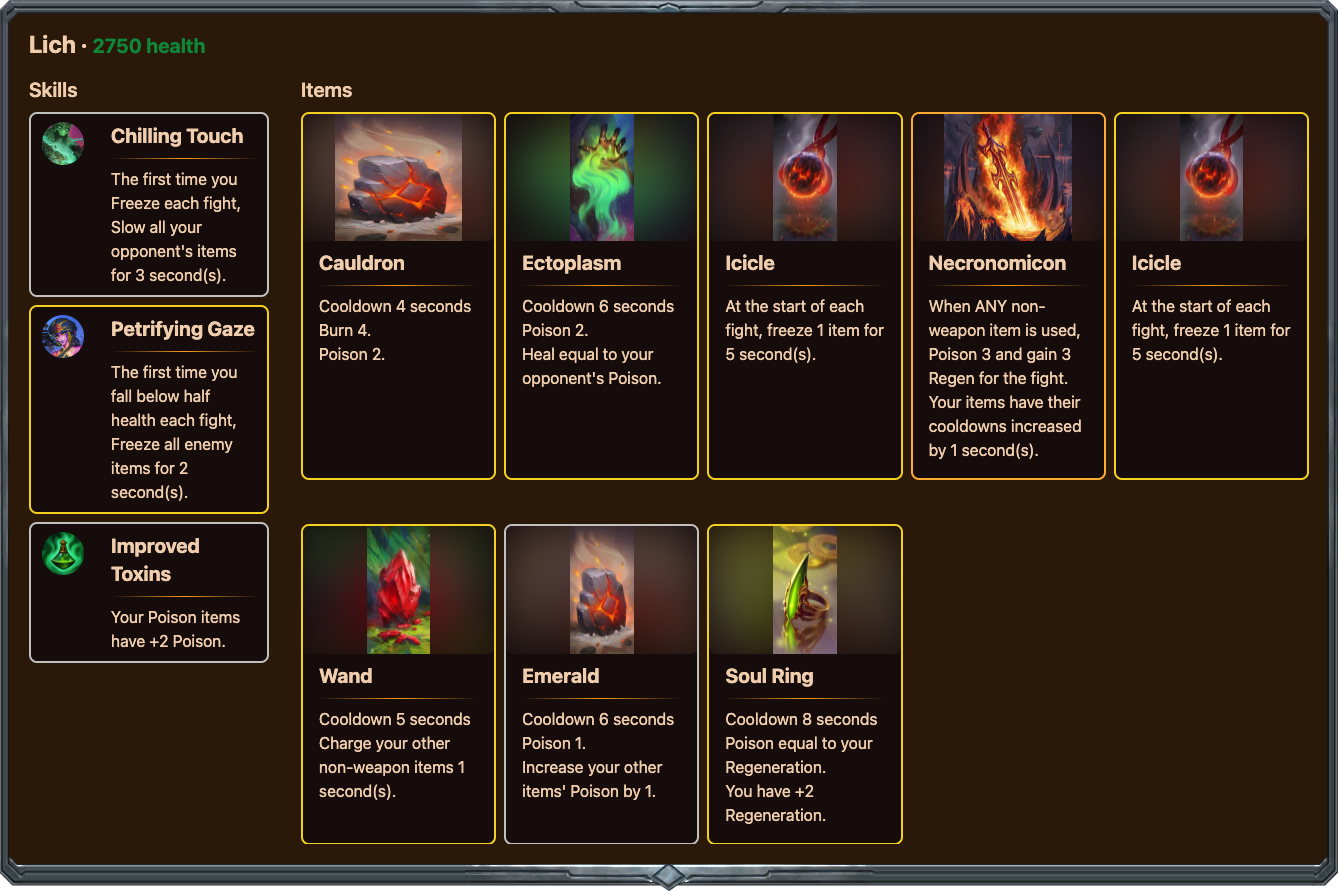 Lich · 2750 health
Skills
Chilling Touch
The first time you
Freeze each fight,
Slow all your
opponent's items
for 3 second(s).
Petrifying Gaze
The first time you
fall below half
health each fight,
Freeze all enemy
items for 2
second(s).
Improved
Toxins
Your Poison items
have +2 Poison.
Items
Cauldron
Cooldown 4 seconds
Burn 4.
Poison 2.
Ectoplasm
Cooldown 6 seconds
Poison 2.
Heal equal to your
opponent's Poison.
Icicle
At the start of each
fight, freeze 1 item for
5 second(s).
Necronomicon
When ANY non-
weapon item is used,
Poison 3 and gain 3
Regen for the fight.
Your items have their
cooldowns increased
by 1 second(s).
Icicle
At the start of each
fight, freeze 1 item for
5 second(s).
Wand
Cooldown 5 seconds
Charge your other
non-weapon items 1
second(s).
Emerald
Cooldown 6 seconds
Poison 1.
Increase your other
items' Poison by 1.
Soul Ring
Cooldown 8 seconds
Poison equal to your
Regeneration.
You have +2
Regeneration.